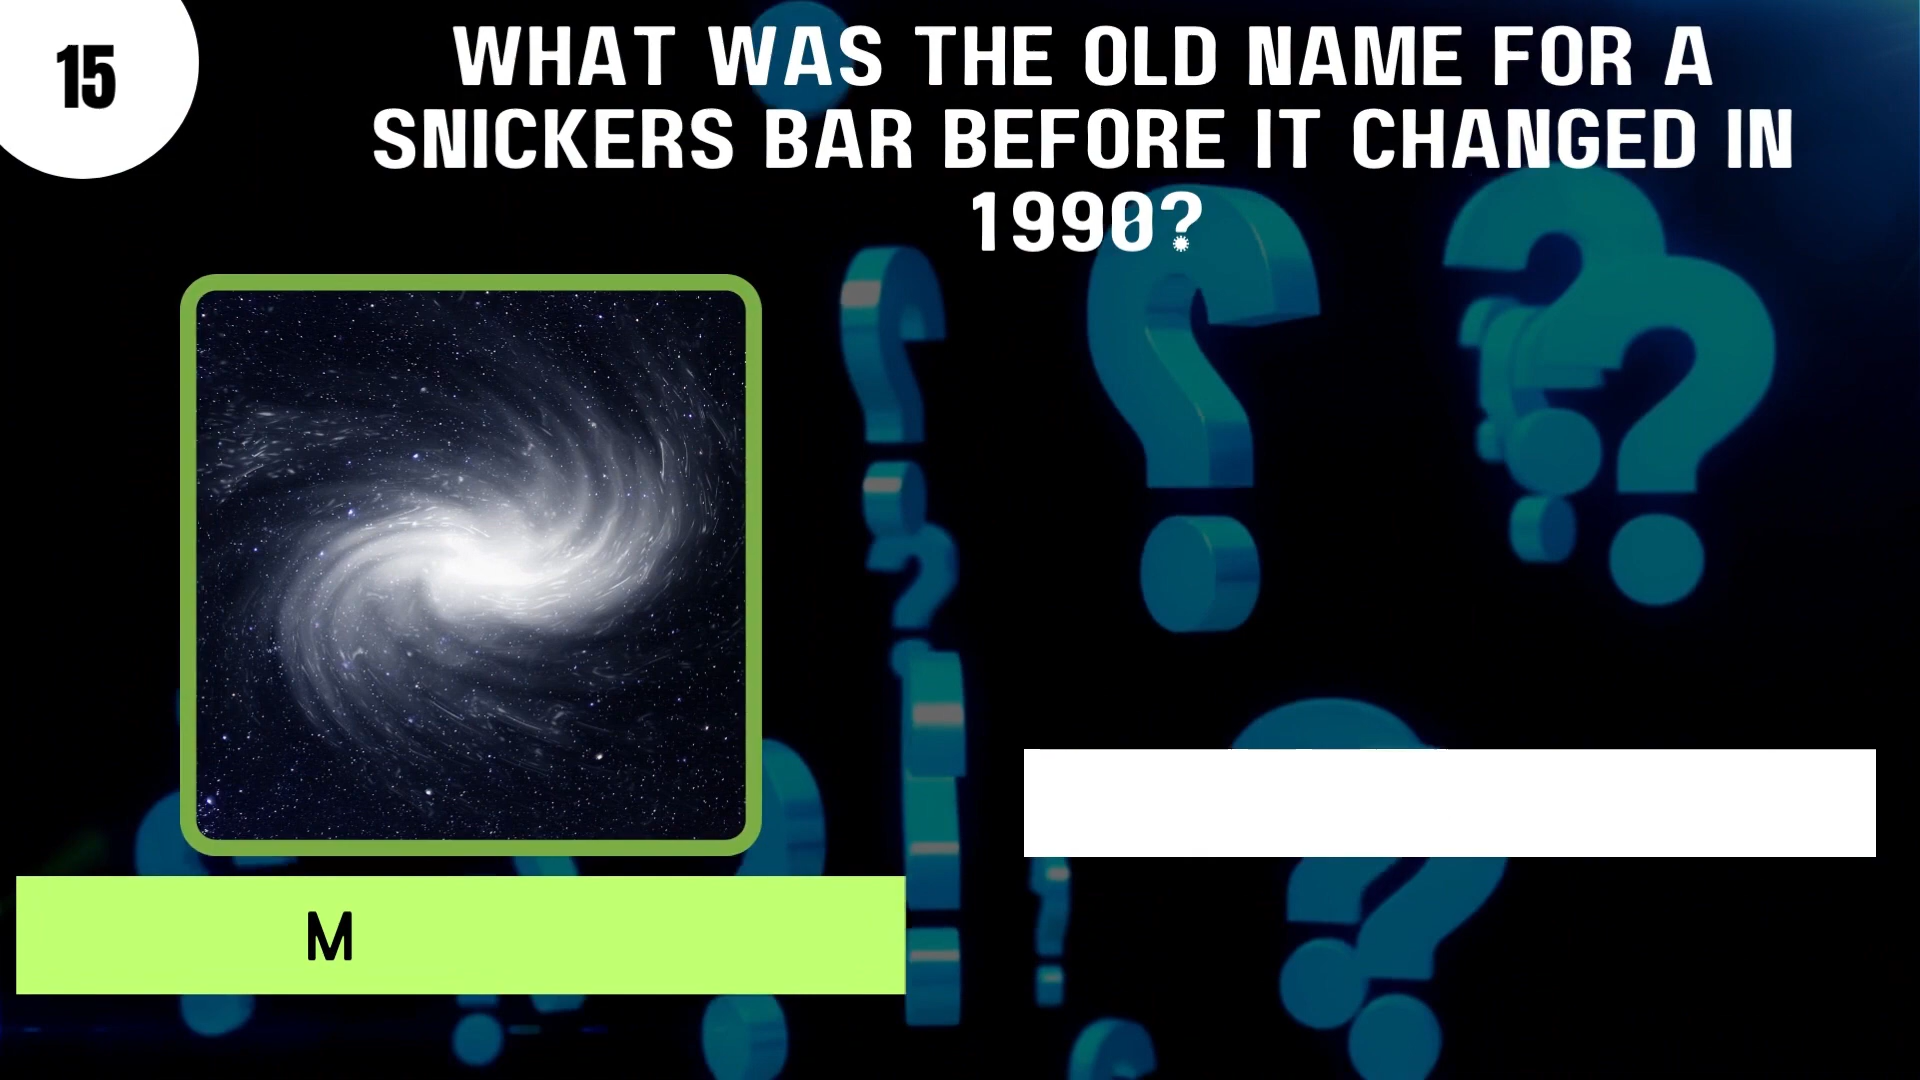 15
WHAT WAS THE OLD NAME FOR A
SNICKERS BAR BEFORE IT CHANGED IN
1990?
M